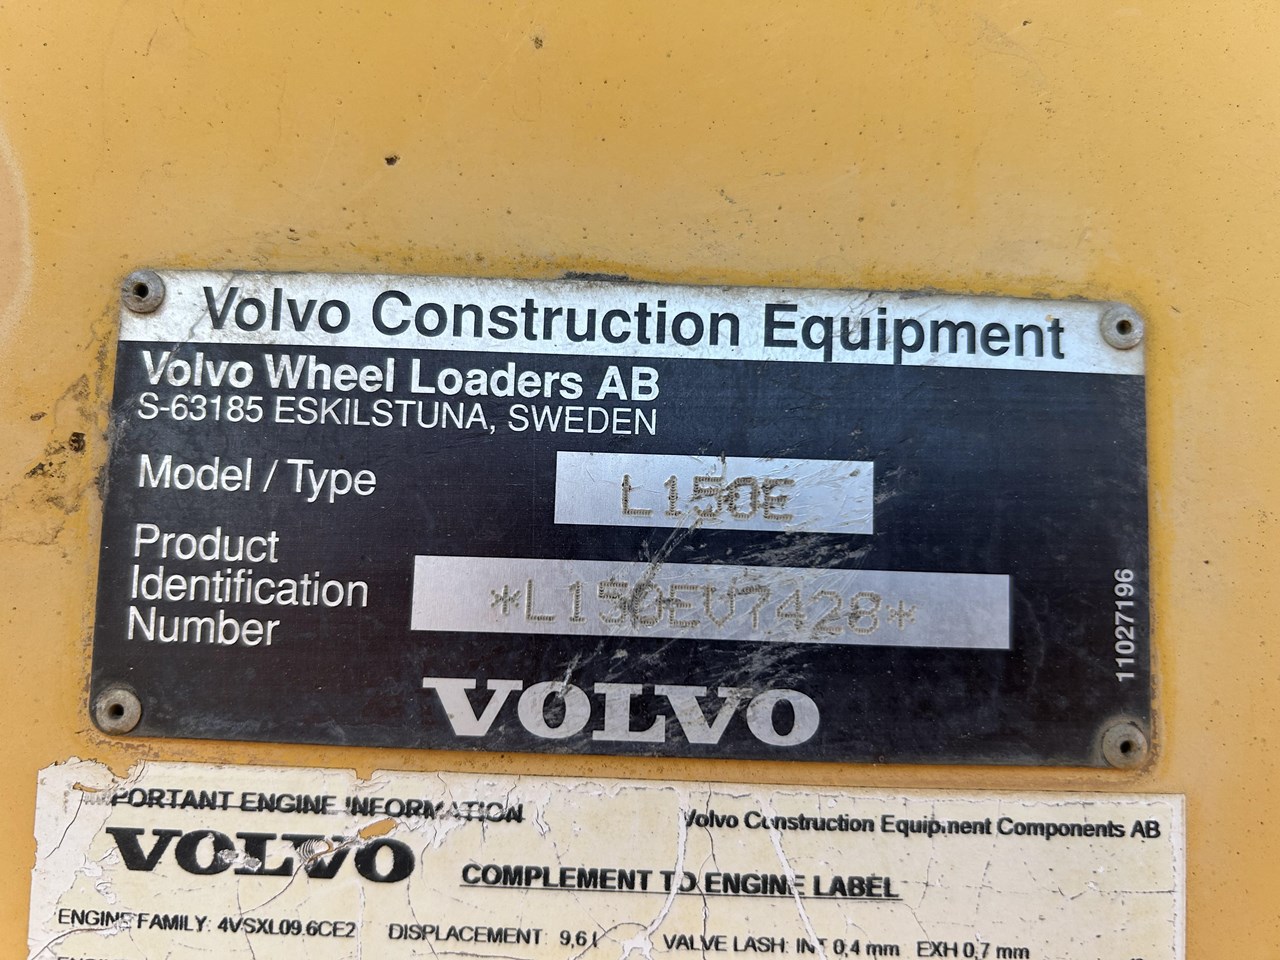 Volvo Construction Equipment
Volvo Wheel Loaders AB
S-63185 ESKILSTUNA, SWEDEN
Model / Type
L150E
Product
Identification
Number
*L150EV7428*
11027196
VOLVO
PORTANT ENGINE INFORMATION
Volvo Construction Equipment Components AB
VOLVO
COMPLEMENT TO ENGINE LABEL
ENGINE FAMILY: 4VSXL09.6CE2 DISPLACEMENT: 9,6 l VALVE LASH: INT 0,4 mm EXH 0,7 mm